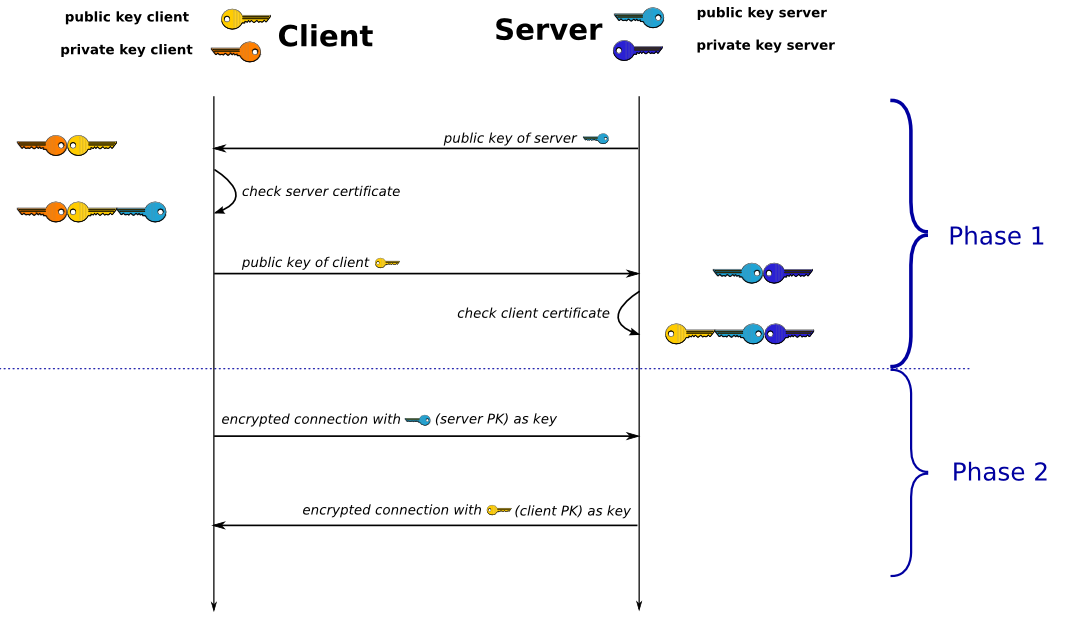 public key client
private key client
Client
Server
public key server
private key server
public key of server
check server certificate
public key of client
check client certificate
Phase 1
encrypted connection with (server PK) as key
encrypted connection with (client PK) as key
Phase 2